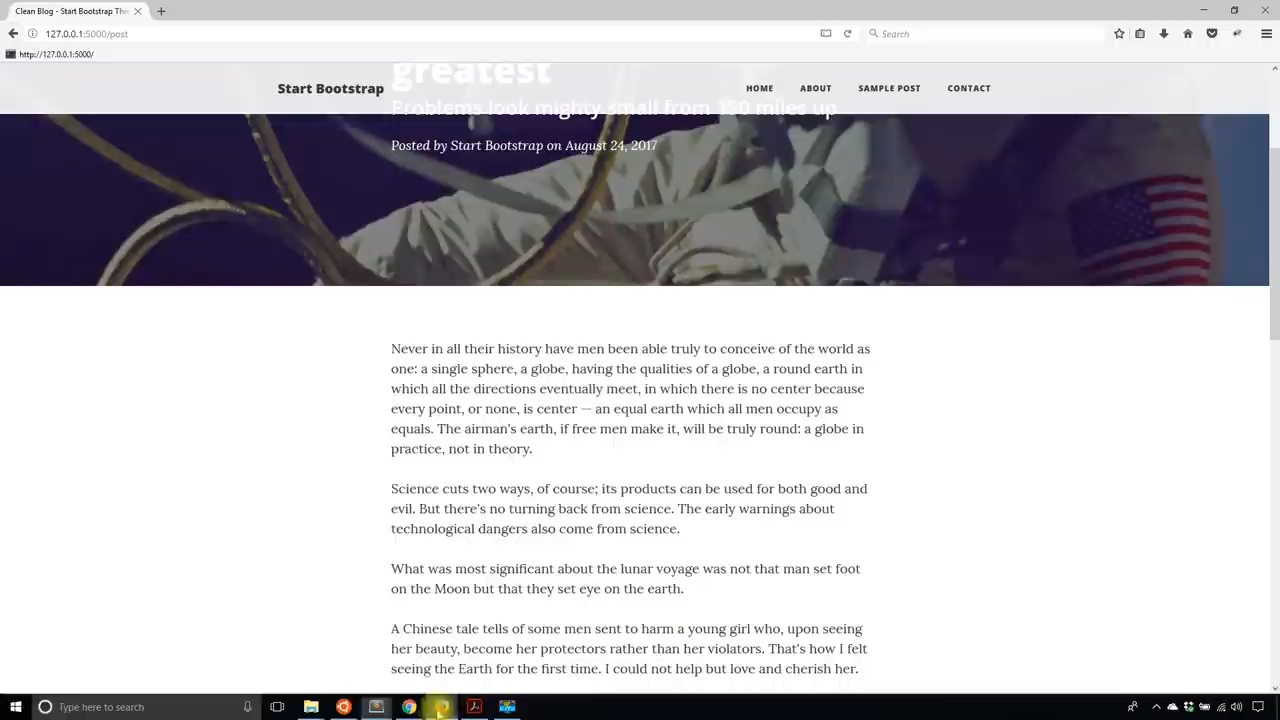 Clean Blog - Start Bootstrap The
127.0.0.1:5000/post
Search
http://127.0.0.1:5000/
greatest
Start Bootstrap
HOME
ABOUT
SAMPLE POST
CONTACT
Problems look mighty small from 150 miles up
Posted by Start Bootstrap on August 24, 2017
Never in all their history have men been able truly to conceive of the world as
one: a single sphere, a globe, having the qualities of a globe, a round earth in
which all the directions eventually meet, in which there is no center because
every point, or none, is center — an equal earth which all men occupy as
equals. The airman's earth, if free men make it, will be truly round: a globe in
practice, not in theory.
Science cuts two ways, of course; its products can be used for both good and
evil. But there's no turning back from science. The early warnings about
technological dangers also come from science.
What was most significant about the lunar voyage was not that man set foot
on the Moon but that they set eye on the earth.
A Chinese tale tells of some men sent to harm a young girl who, upon seeing
her beauty, become her protectors rather than her violators. That's how I felt
seeing the Earth for the first time. I could not help but love and cherish her.
Type here to search